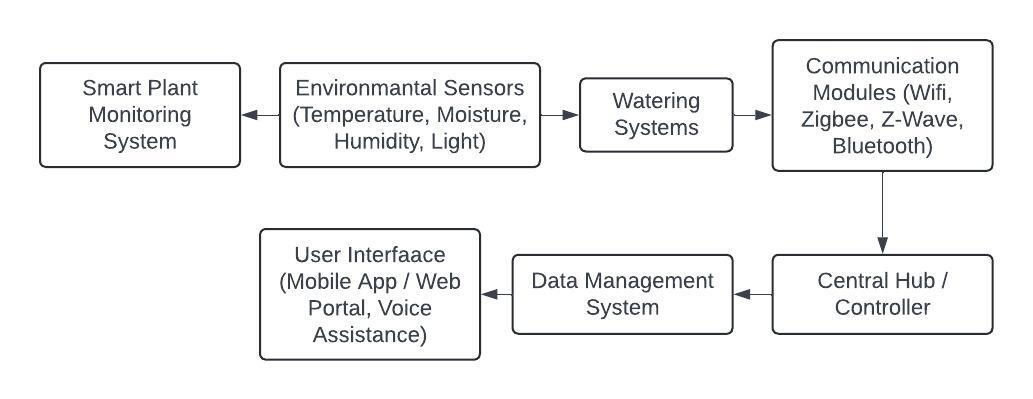 Smart Plant
Monitoring
System
Environmantal Sensors
(Temperature, Moisture,
Humidity, Light)
Watering
Systems
Communication
Modules (Wifi,
Zigbee, Z-Wave,
Bluetooth)
User Interfaace
(Mobile App / Web
Portal, Voice
Assistance)
Data Management
System
Central Hub /
Controller